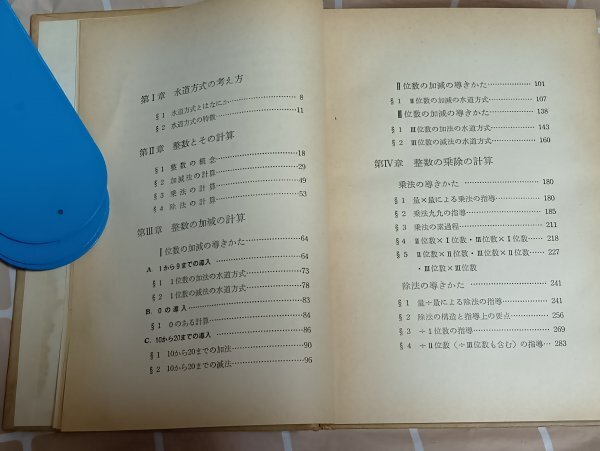 第Ⅰ章 水道方式の考え方
§1 水道方式とはなにか………8
§2 水道方式の特徴………11
第Ⅱ章 整数とその計算
§1 整数の概念………18
§2 加減法の計算………29
§3 乗法の計算………49
§4 除法の計算………53
第Ⅲ章 整数の加減の計算
Ⅰ位数の加減の導きかた………64
A. 1から9までの導入………64
§1 1位数の加法の水道方式………73
§2 1位数の減法の水道方式………78
B. 0の導入………83
§1 0のある計算………84
C. 10から20までの導入………86
§1 10から20までの加法………90
§2 10から20までの減法………96
Ⅱ位数の加減の導きかた………101
§1 Ⅱ位数の加減の水道方式………107
Ⅲ位数の加減の導きかた………138
§1 Ⅲ位数の加法の水道方式………143
§2 Ⅲ位数の減法の水道方式………160
第Ⅳ章 整数の乗除の計算
乗法の導きかた………180
§1 量×量による乗法の指導………180
§2 乗法九九の指導………185
§3 乗法の素過程………211
§4 Ⅱ位数×Ⅰ位数・Ⅲ位数×Ⅰ位数………218
§5 Ⅱ位数×Ⅱ位数・Ⅲ位数×Ⅱ位数………227
・Ⅲ位数×Ⅲ位数
除法の導きかた………241
§1 量÷量による除法の指導………241
§2 除法の構造と指導上の要点………256
§3 ÷1位数の指導………269
§4 ÷Ⅱ位数(÷Ⅲ位数も含む)の指導…283